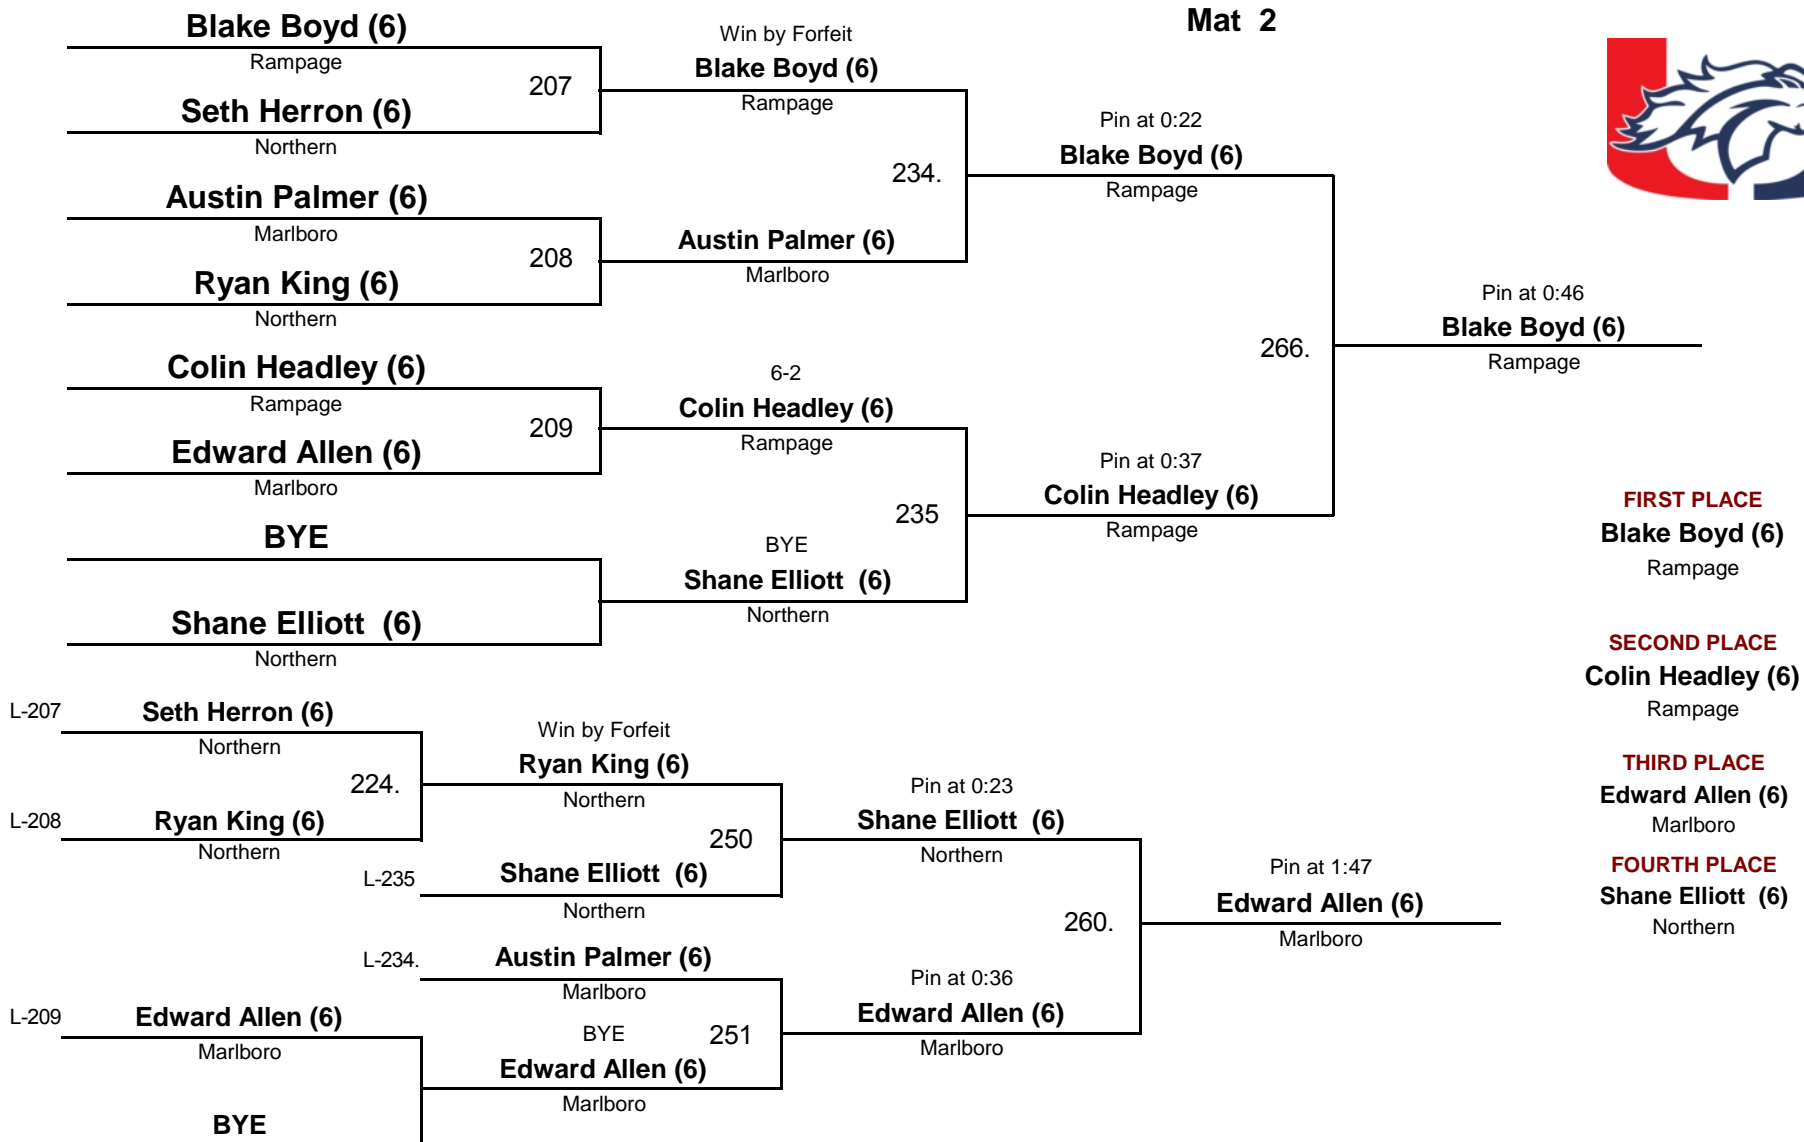 Mat  2
Blake Boyd (6)
Rampage
207
Seth Herron (6)
Northern
Austin Palmer (6)
Marlboro
208
Ryan King (6)
Northern
Colin Headley (6)
Rampage
209
Edward Allen (6)
Marlboro
BYE
Shane Elliott  (6)
Northern
Win by Forfeit
Blake Boyd (6)
Rampage
234.
Austin Palmer (6)
Marlboro
6-2
Colin Headley (6)
Rampage
235
BYE
Shane Elliott  (6)
Northern
Pin at 0:22
Blake Boyd (6)
Rampage
266.
Pin at 0:37
Colin Headley (6)
Rampage
Pin at 0:46
Blake Boyd (6)
Rampage
FIRST PLACE
Blake Boyd (6)
Rampage
SECOND PLACE
Colin Headley (6)
Rampage
THIRD PLACE
Edward Allen (6)
Marlboro
FOURTH PLACE
Shane Elliott  (6)
Northern
L-207
Seth Herron (6)
Northern
224.
L-208
Ryan King (6)
Northern
Win by Forfeit
Ryan King (6)
Northern
250
L-235
Shane Elliott  (6)
Northern
L-234.
Austin Palmer (6)
Marlboro
L-209
Edward Allen (6)
Marlboro
BYE
251
Edward Allen (6)
Marlboro
BYE
Pin at 0:23
Shane Elliott  (6)
Northern
260.
Pin at 0:36
Edward Allen (6)
Marlboro
Pin at 1:47
Edward Allen (6)
Marlboro